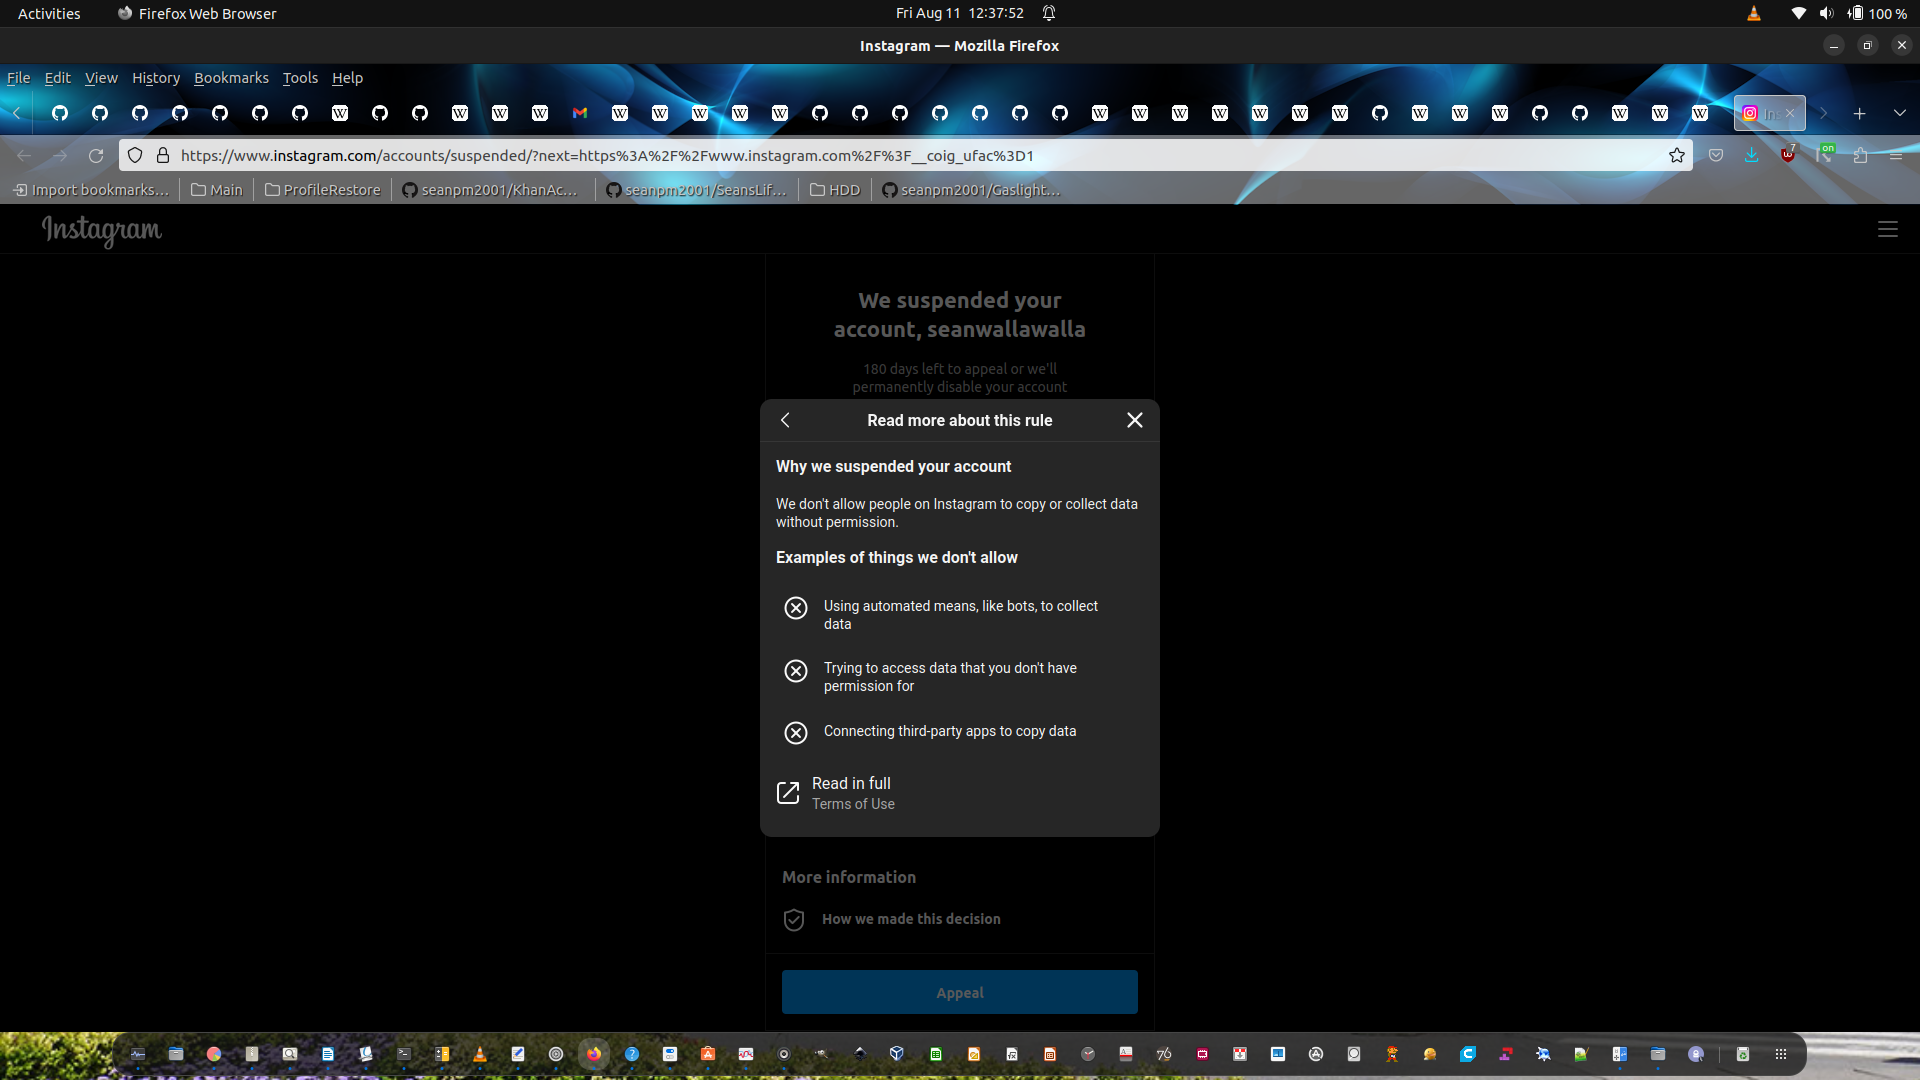 Activities
Firefox Web Browser
Fri Aug 11 12:37:52
100 %
Instagram — Mozilla Firefox
File Edit View History Bookmarks Tools Help
https://www.instagram.com/accounts/suspended/?next=https%3A%2F%2Fwww.instagram.com%2F%3F__coig_ufac%3D1
7
on
Import bookmarks...
Main
ProfileRestore
seanpm2001/KhanAc...
seanpm2001/SeansLif...
HDD
seanpm2001/Gaslight...
Instagram
We suspended your
account, seanwallawalla
180 days left to appeal or we'll
permanently disable your account
Read more about this rule
Why we suspended your account
We don't allow people on Instagram to copy or collect data
without permission.
Examples of things we don't allow
Using automated means, like bots, to collect
data
Trying to access data that you don't have
permission for
Connecting third-party apps to copy data
Read in full
Terms of Use
More information
How we made this decision
Appeal